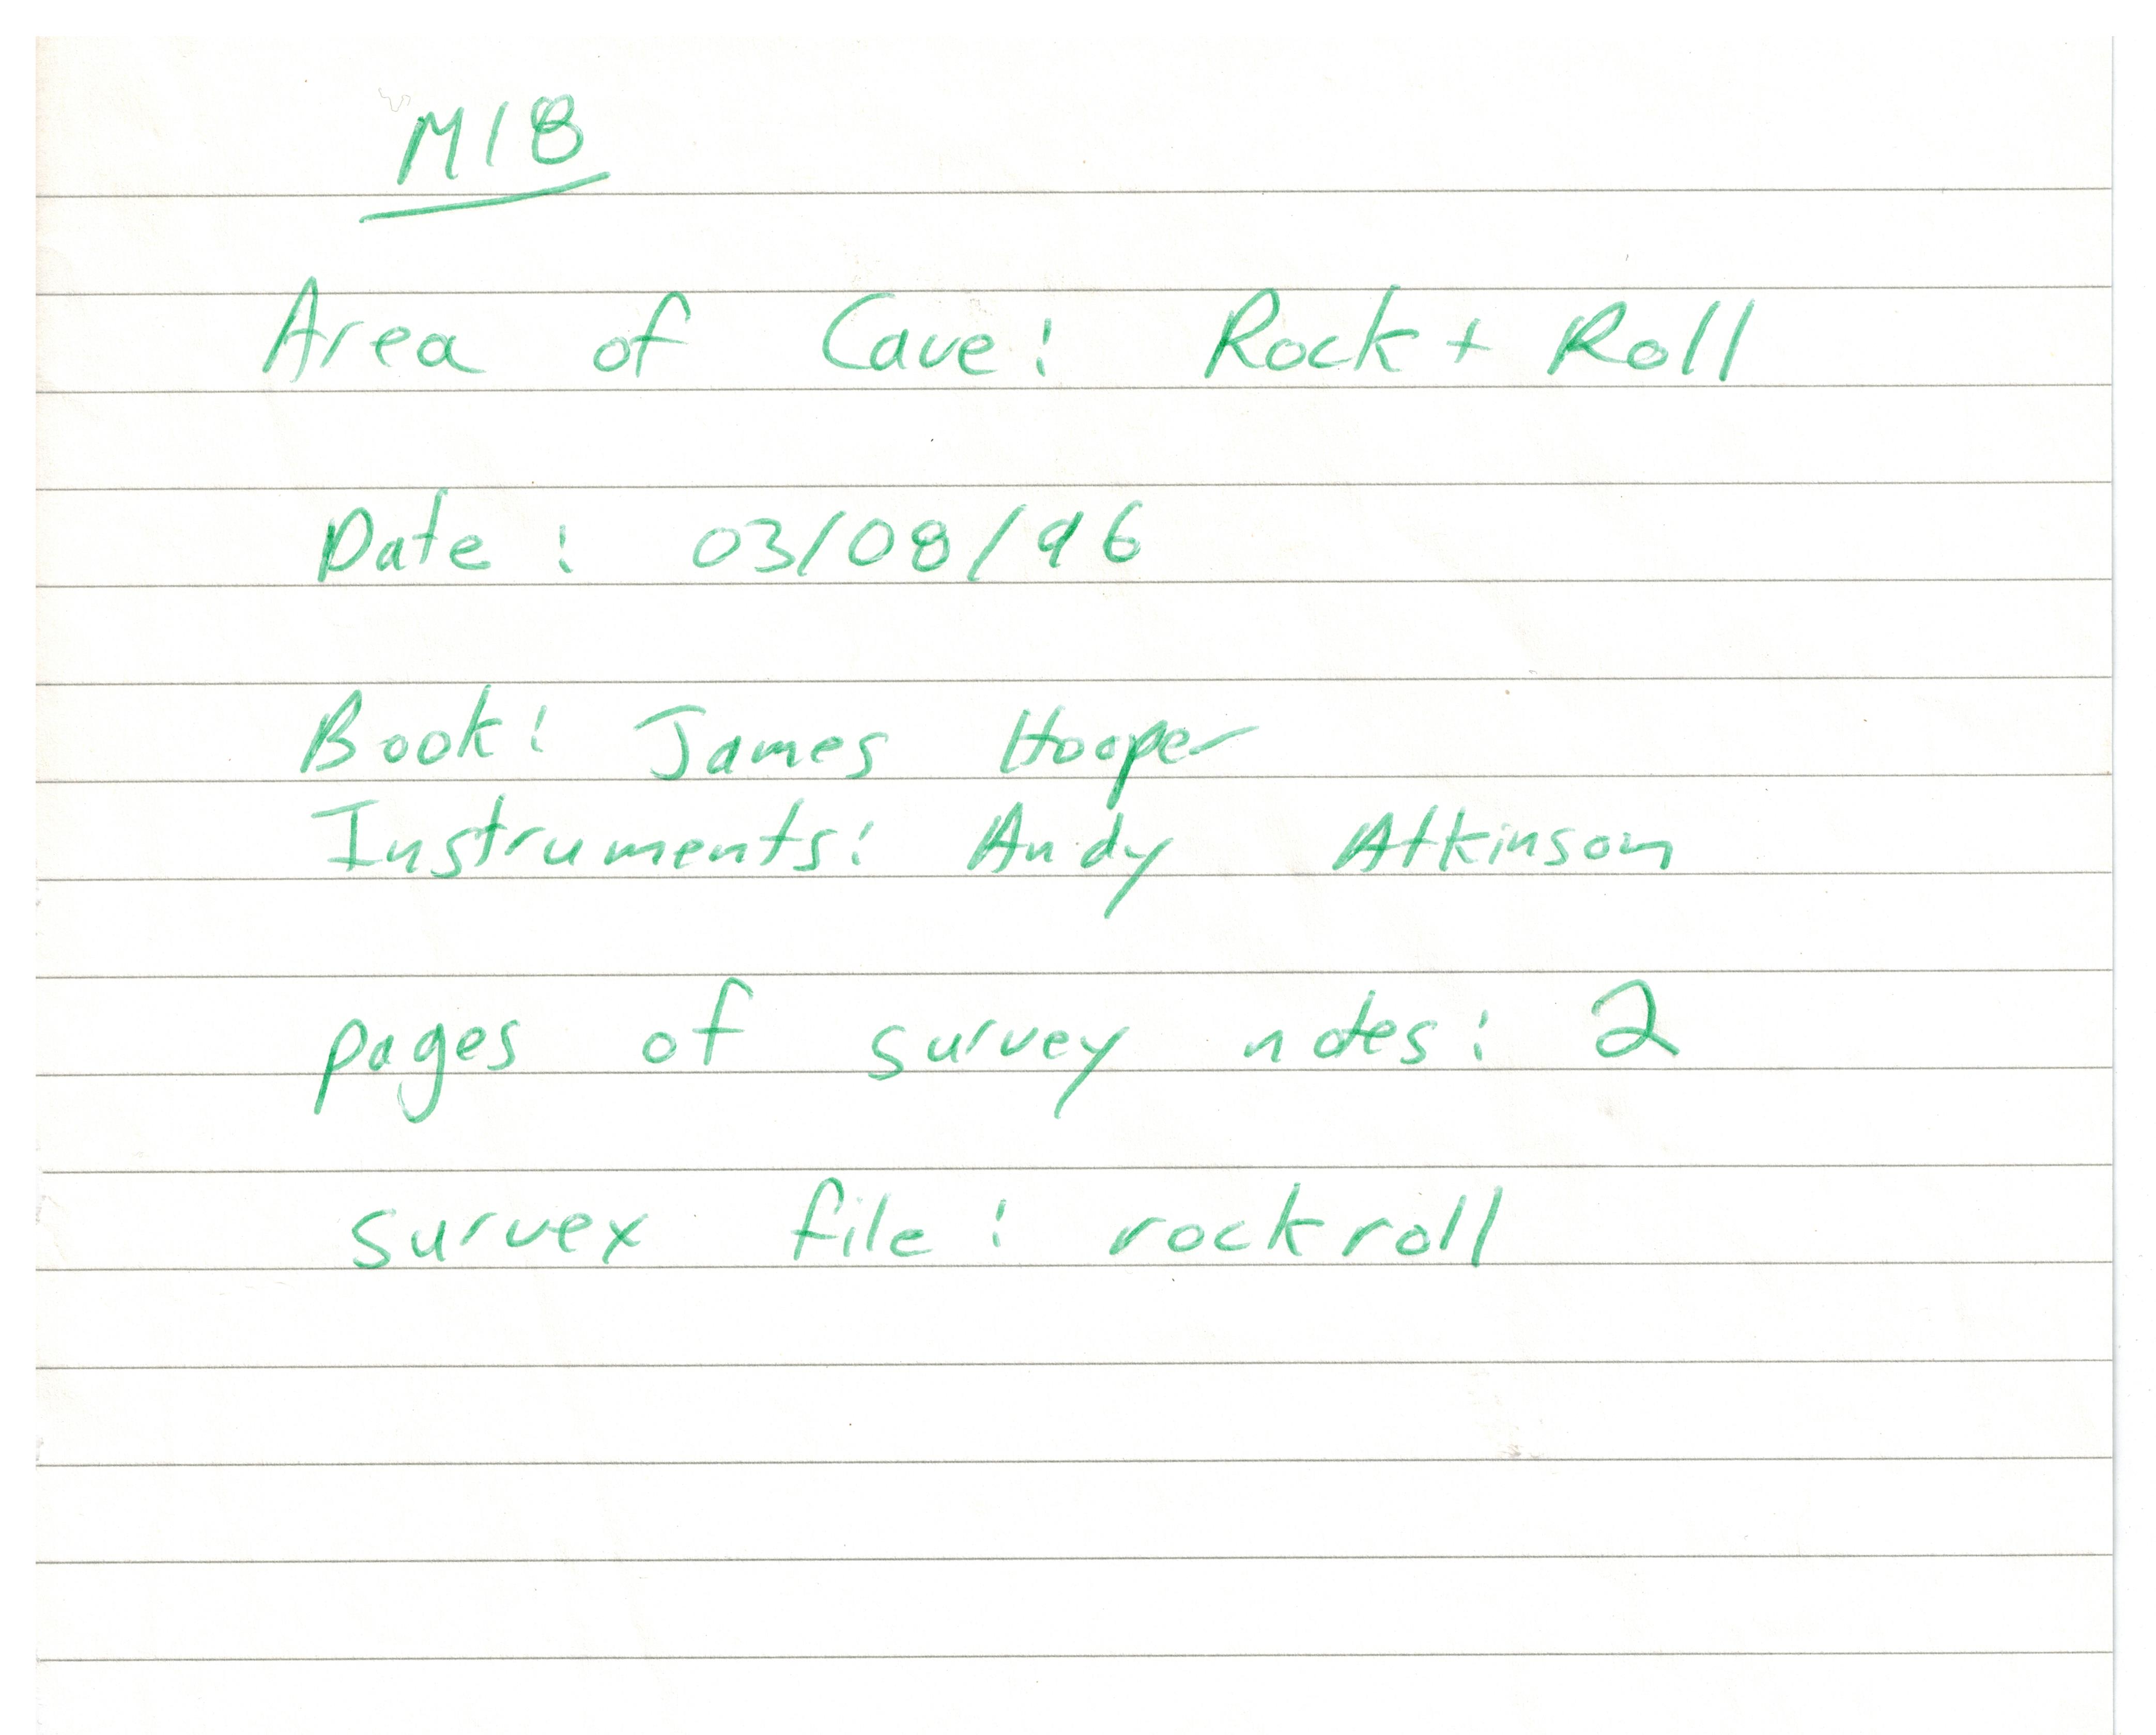 M18
Area of Cave: Rock + Roll
Date: 03/08/96
Book: James Hooper
Instruments: Andy Atkinson
pages of survey notes: 2
survex file: rockroll